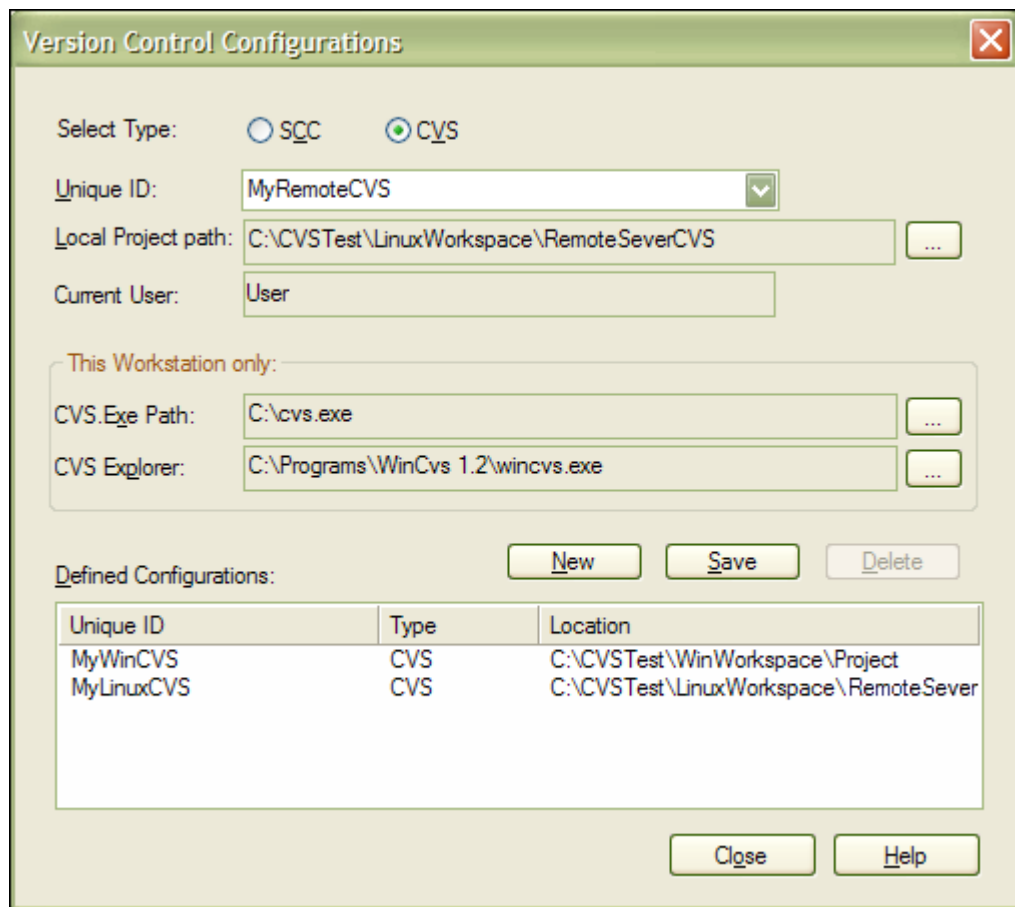 Version Control Configurations
Select Type: SCC CVS
Unique ID: MyRemoteCVS
Local Project path: C:\CVSTest\LinuxWorkspace\RemoteSeverCVS ...
Current User: User
This Workstation only:
CVS.Exe Path: C:\cvs.exe ...
CVS Explorer: C:\Programs\WinCvs 1.2\wincvs.exe ...
New Save Delete
Defined Configurations:
Unique ID Type Location
MyWinCVS CVS C:\CVSTest\WinWorkspace\Project
MyLinuxCVS CVS C:\CVSTest\LinuxWorkspace\RemoteSever
Close Help